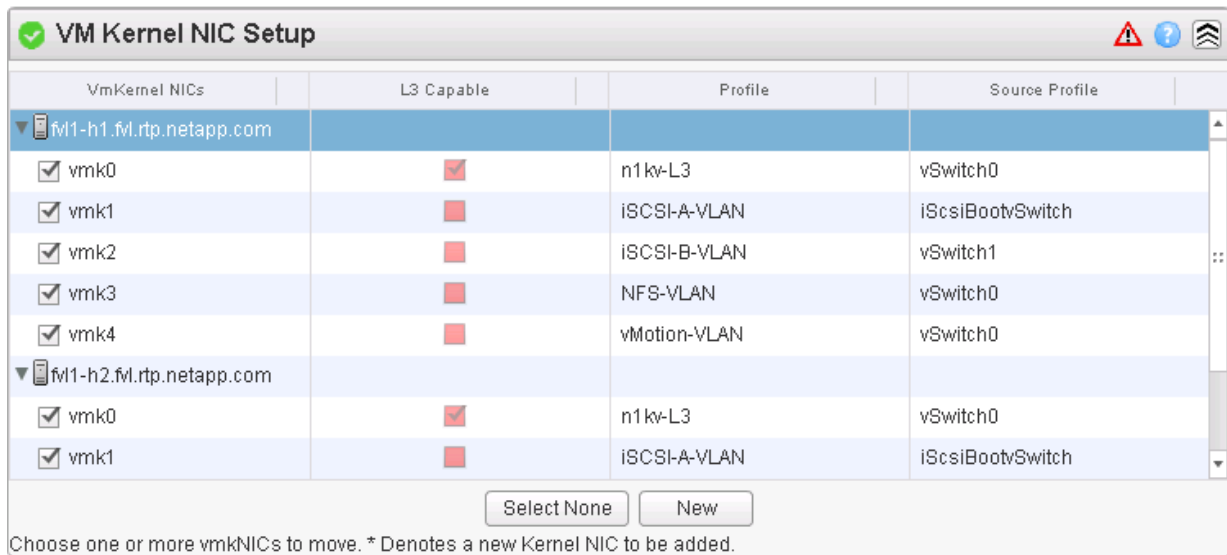 VM Kernel NIC Setup
VmKernel NICs L3 Capable Profile Source Profile
fvl1-h1.fvl.rtp.netapp.com
vmk0 n1kv-L3 vSwitch0
vmk1 iSCSI-A-VLAN iScsiBootvSwitch
vmk2 iSCSI-B-VLAN vSwitch1
vmk3 NFS-VLAN vSwitch0
vmk4 vMotion-VLAN vSwitch0
fvl1-h2.fvl.rtp.netapp.com
vmk0 n1kv-L3 vSwitch0
vmk1 iSCSI-A-VLAN iScsiBootvSwitch
Select None New
Choose one or more vmkNICs to move. * Denotes a new Kernel NIC to be added.